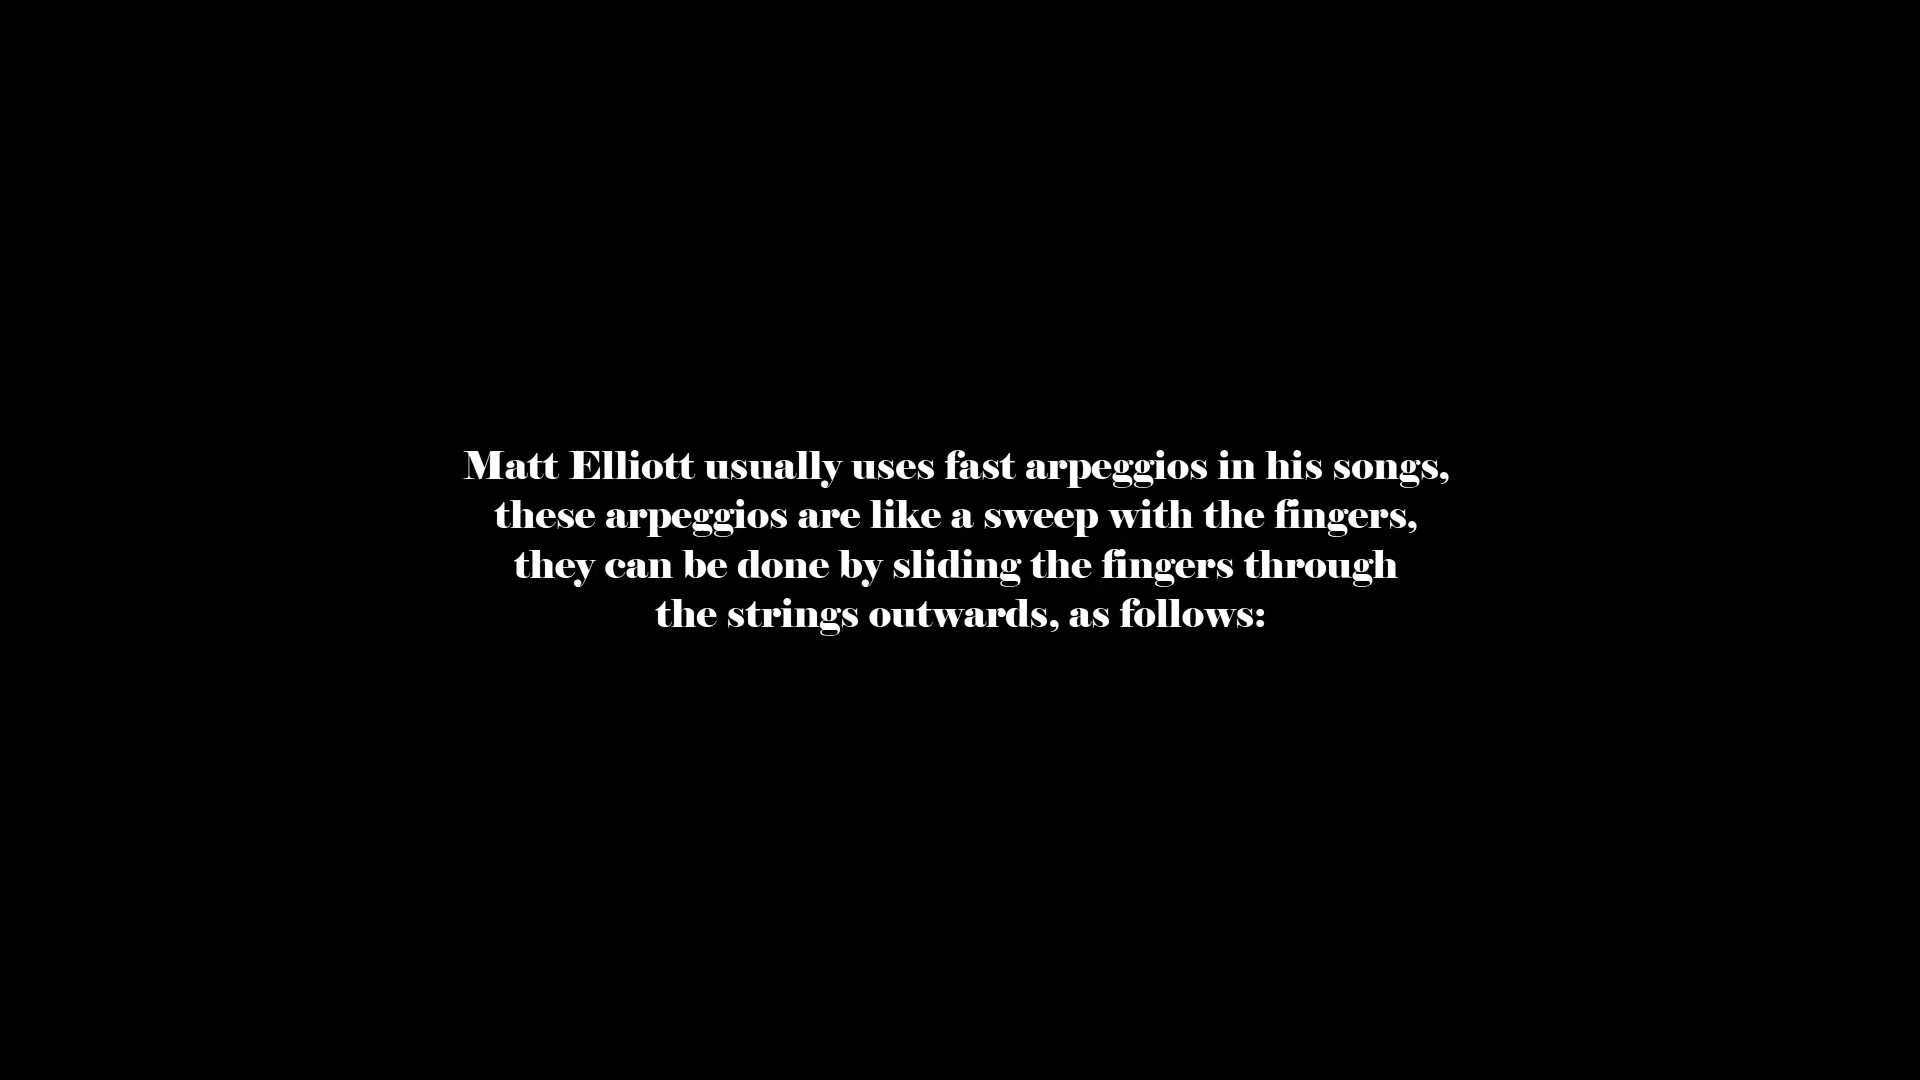 Matt Elliott usually uses fast arpeggios in his songs,
these arpeggios are like a sweep with the fingers,
they can be done by sliding the fingers through
the strings outwards, as follows: